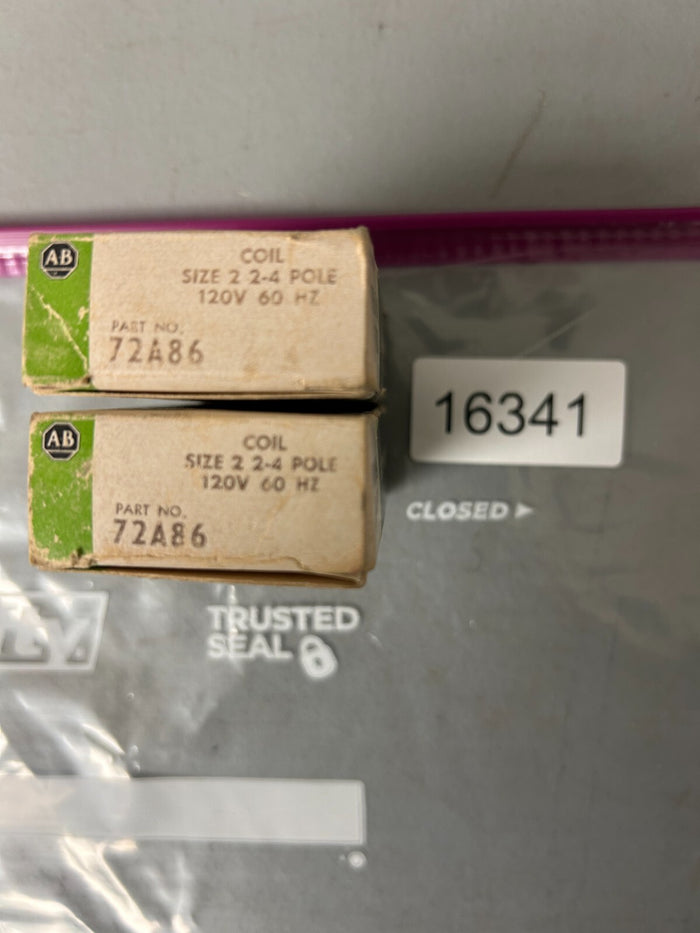 AB
COIL
SIZE 2 2-4 POLE
120V 60 HZ
PART NO.
72A86
AB
COIL
SIZE 2 2-4 POLE
120V 60 HZ
PART NO.
72A86
16341
CLOSED
TRUSTED
SEAL